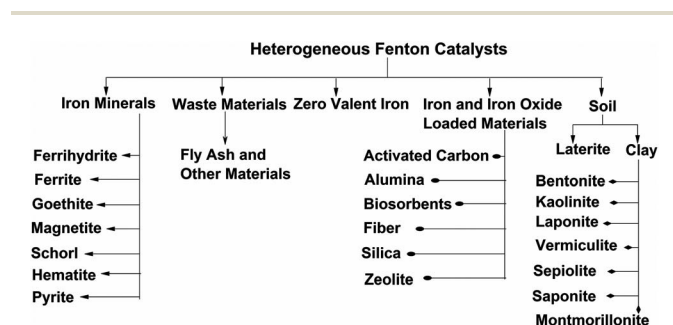 Heterogeneous Fenton Catalysts
Iron Minerals
Ferrihydrite
Ferrite
Goethite
Magnetite
Schorl
Hematite
Pyrite
Waste Materials
Fly Ash and
Other Materials
Zero Valent Iron
Iron and Iron Oxide
Loaded Materials
Activated Carbon
Alumina
Biosorbents
Fiber
Silica
Zeolite
Soil
Laterite
Clay
Bentonite
Kaolinite
Laponite
Vermiculite
Sepiolite
Saponite
Montmorillonite